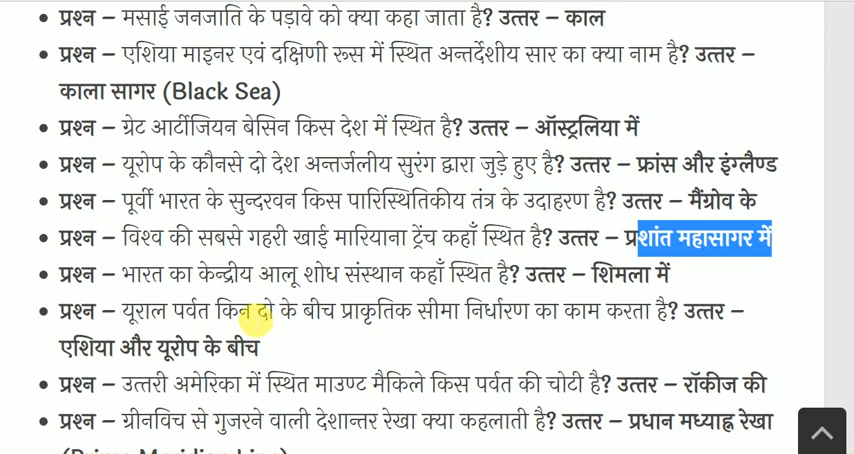 • प्रश्न – मसाई जनजाति के पड़ावे को क्या कहा जाता है? उत्तर – काल
• प्रश्न – एशिया माइनर एवं दक्षिणी रूस में स्थित अन्तर्देशीय सार का क्या नाम है? उत्तर –
काला सागर (Black Sea)
• प्रश्न – ग्रेट आर्टीजियन बेसिन किस देश में स्थित है? उत्तर – ऑस्ट्रलिया में
• प्रश्न – यूरोप के कौनसे दो देश अन्तर्जलीय सुरंग द्वारा जुड़े हुए है? उत्तर – फ्रांस और इंग्लैण्ड
• प्रश्न – पूर्वी भारत के सुन्दरवन किस पारिस्थितिकीय तंत्र के उदाहरण है? उत्तर – मैंग्रोव के
• प्रश्न – विश्व की सबसे गहरी खाई मारियाना ट्रेंच कहाँ स्थित है? उत्तर – प्रशांत महासागर में
• प्रश्न – भारत का केन्द्रीय आलू शोध संस्थान कहाँ स्थित है? उत्तर – शिमला में
• प्रश्न – यूराल पर्वत किन दो के बीच प्राकृतिक सीमा निर्धारण का काम करता है? उत्तर –
एशिया और यूरोप के बीच
• प्रश्न – उत्तरी अमेरिका में स्थित माउण्ट मैकिले किस पर्वत की चोटी है? उत्तर – रॉकीज की
• प्रश्न – ग्रीनविच से गुजरने वाली देशान्तर रेखा क्या कहलाती है? उत्तर – प्रधान मध्याह्न रेखा